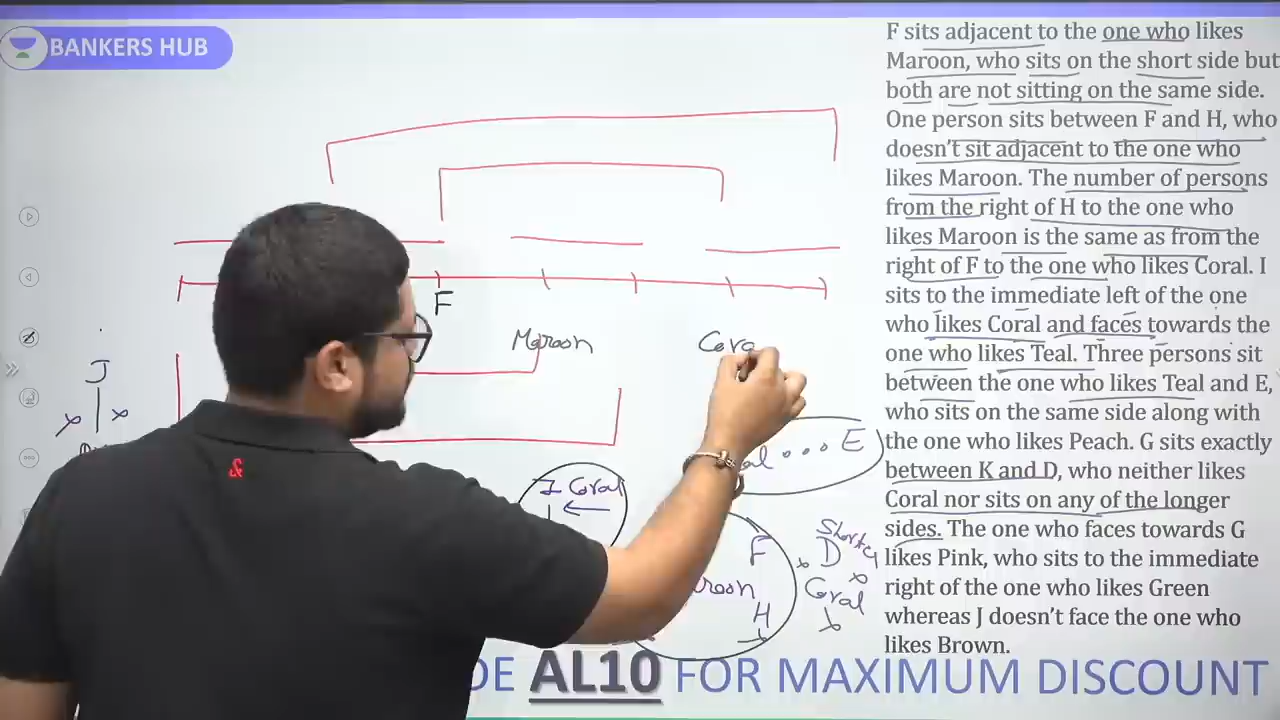 BANKERS HUB
F sits adjacent to the one who likes
Maroon, who sits on the short side but
both are not sitting on the same side.
One person sits between F and H, who
doesn't sit adjacent to the one who
likes Maroon. The number of persons
from the right of H to the one who
likes Maroon is the same as from the
right of F to the one who likes Coral. I
sits to the immediate left of the one
who likes Coral and faces towards the
one who likes Teal. Three persons sit
between the one who likes Teal and E,
who sits on the same side along with
the one who likes Peach. G sits exactly
between K and D, who neither likes
Coral nor sits on any of the longer
sides. The one who faces towards G
likes Pink, who sits to the immediate
right of the one who likes Green
whereas J doesn't face the one who
likes Brown.
F
Maroon
Cora
J
E
I Coral
F
H
Shorter
D
Coral
DE AL10 FOR MAXIMUM DISCOUNT